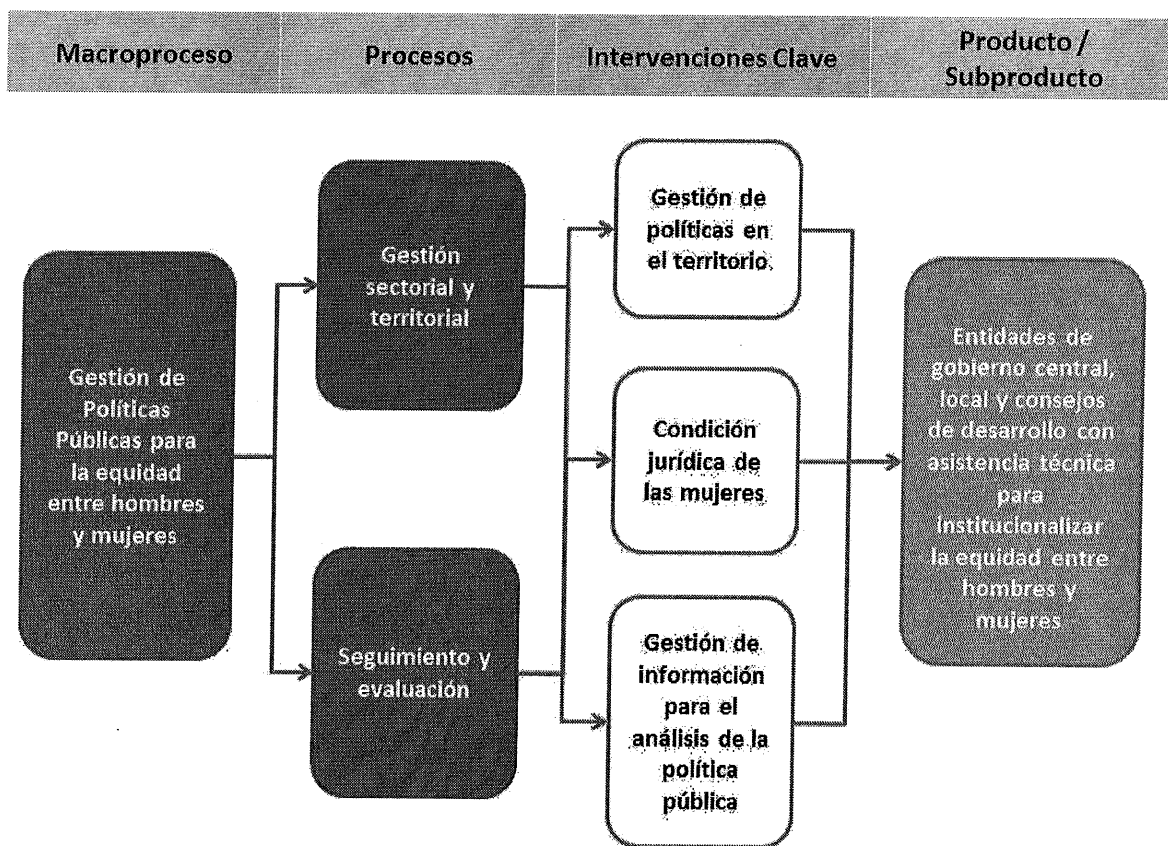 Macroproceso
Procesos
Intervenciones Clave
Producto /
Subproducto
Gestión de
Políticas
Públicas para
la equidad
entre hombres
y mujeres
Gestión
sectorial y
territorial
Seguimiento y
evaluación
Gestión de
políticas en
el territorio
Condición
jurídica de
las mujeres
Gestión de
información
para el
análisis de la
política
pública
Entidades de
gobierno central,
local y consejos
de desarrollo con
asistencia técnica
para
institucionalizar
la equidad entre
hombres y
mujeres